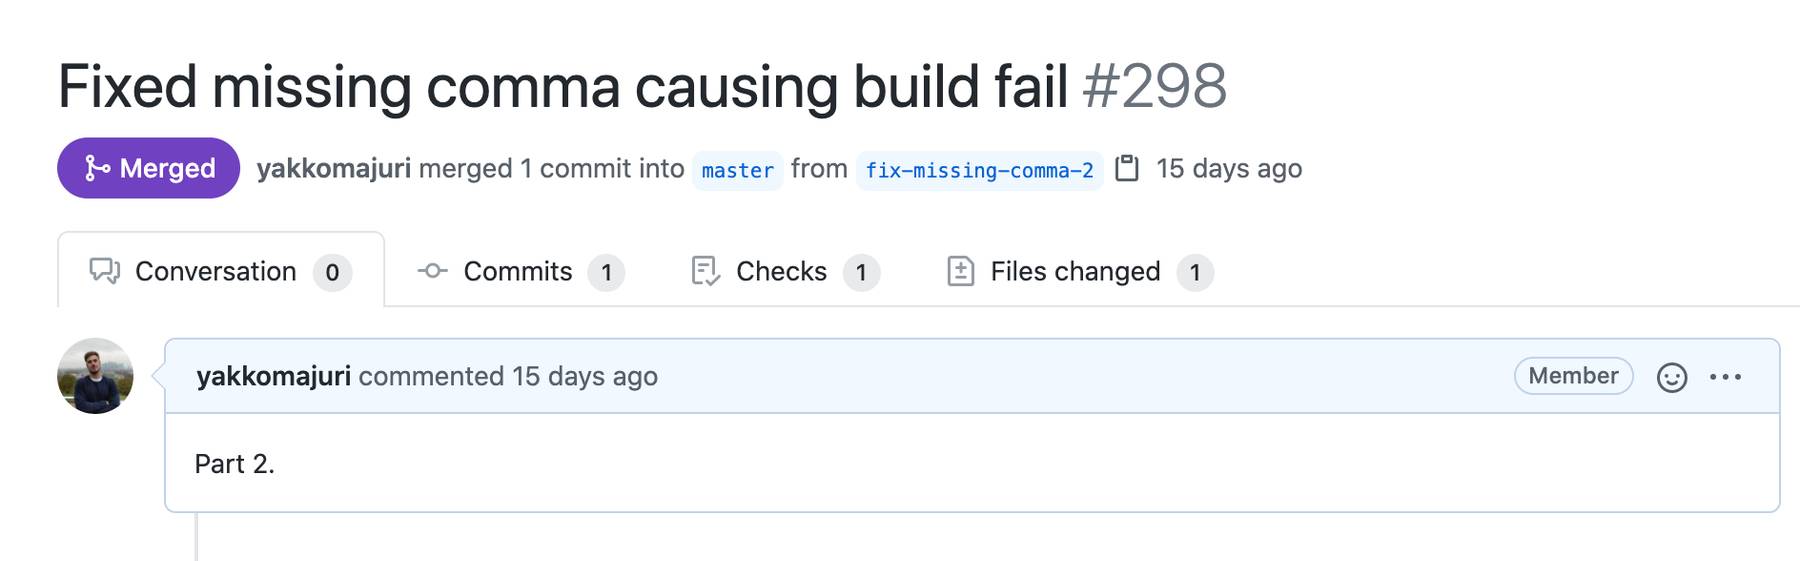 Fixed missing comma causing build fail #298
Merged yakkomajuri merged 1 commit into master from fix-missing-comma-2 15 days ago
Conversation 0 Commits 1 Checks 1 Files changed 1
yakkomajuri commented 15 days ago Member
Part 2.